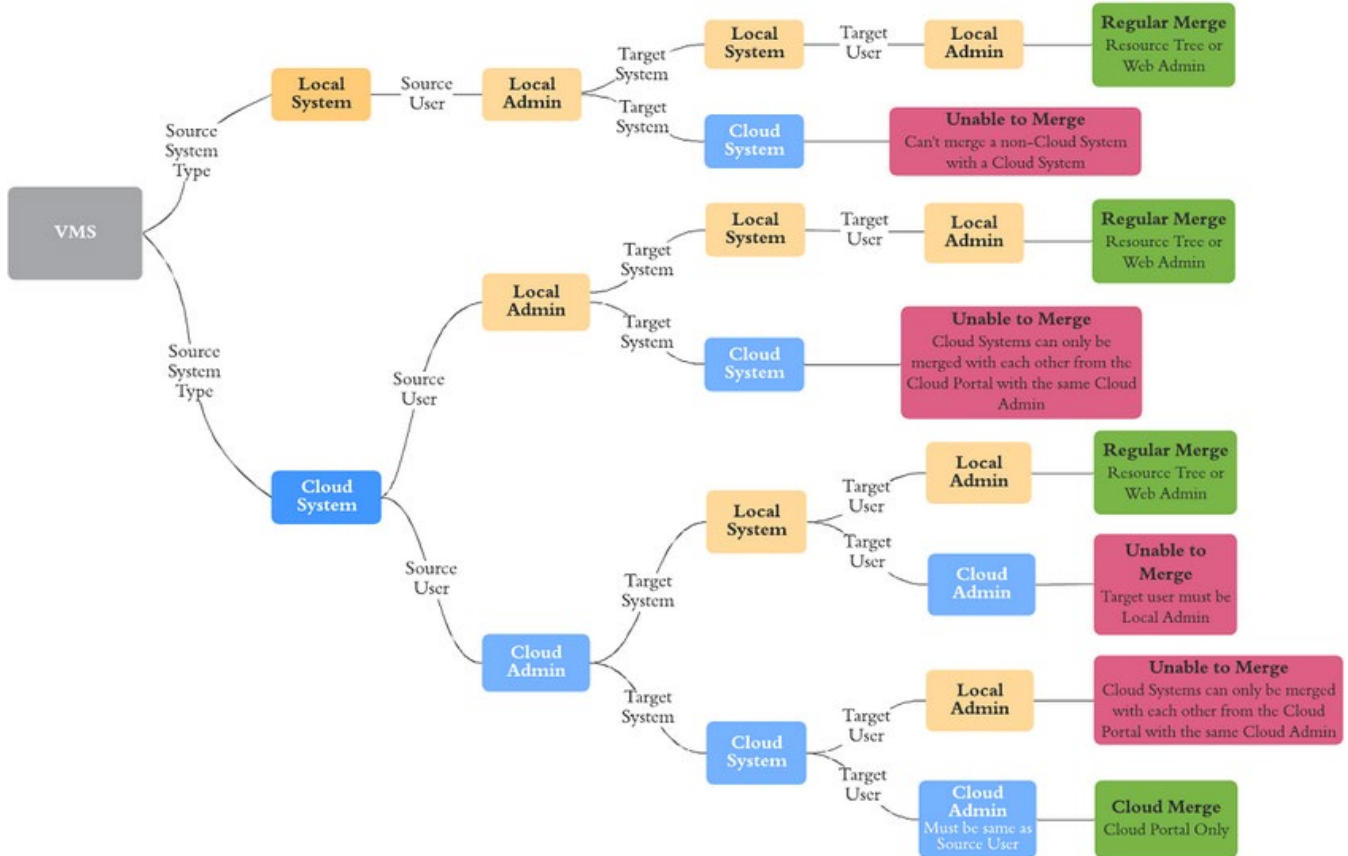 VMS
Source
System
Type
Local
System
Source
User
Local
Admin
Target
System
Local
System
Target
User
Local
Admin
Regular Merge
Resource Tree or
Web Admin
Target
System
Cloud
System
Unable to Merge
Can't merge a non-Cloud System
with a Cloud System
Source
System
Type
Cloud
System
Source
User
Local
Admin
Target
System
Local
System
Target
User
Local
Admin
Regular Merge
Resource Tree or
Web Admin
Target
System
Cloud
System
Unable to Merge
Cloud Systems can only be
merged with each other from the
Cloud Portal with the same Cloud
Admin
Source
User
Cloud
Admin
Target
System
Local
System
Target
User
Local
Admin
Regular Merge
Resource Tree or
Web Admin
Target
User
Cloud
Admin
Unable to
Merge
Target user must be
Local Admin
Target
System
Cloud
System
Target
User
Local
Admin
Unable to Merge
Cloud Systems can only be merged
with each other from the Cloud
Portal with the same Cloud Admin
Target
User
Cloud
Admin
Must be same as
Source User
Cloud Merge
Cloud Portal Only